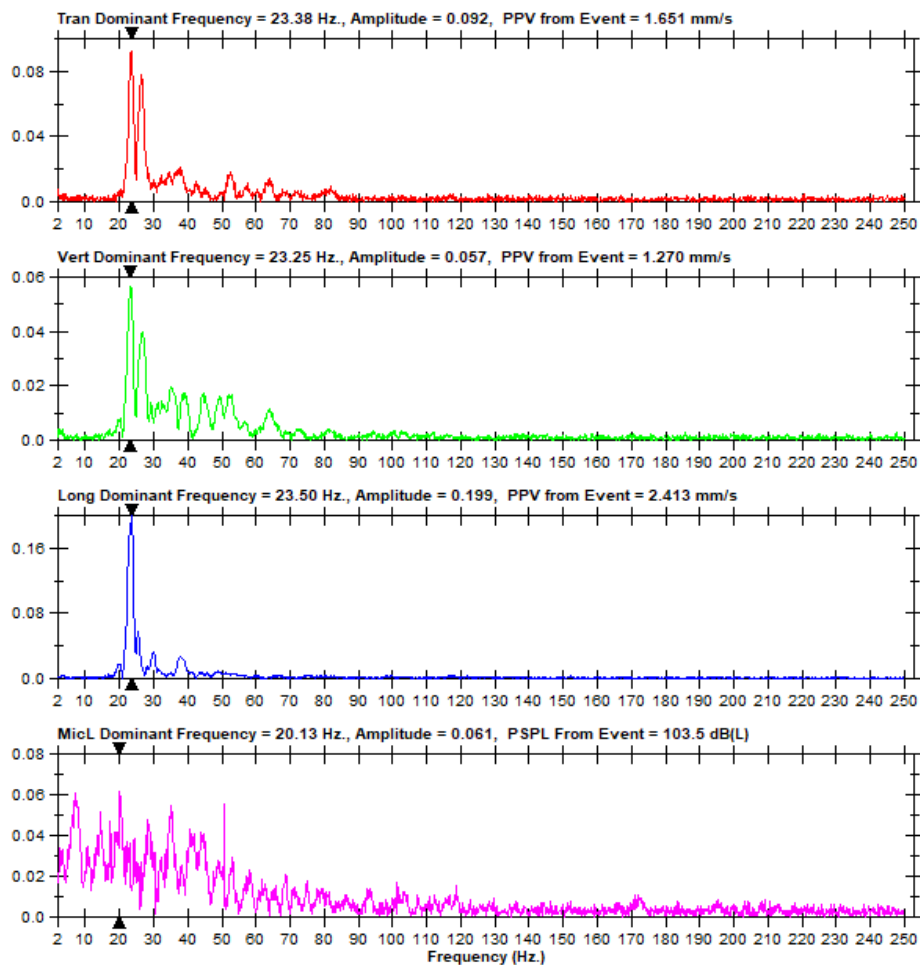 Tran Dominant Frequency = 23.38 Hz., Amplitude = 0.092, PPV from Event = 1.651 mm/s
0.08
0.04
0.0
2 10 20 30 40 50 60 70 80 90 100 110 120 130 140 150 160 170 180 190 200 210 220 230 240 250
Vert Dominant Frequency = 23.25 Hz., Amplitude = 0.057, PPV from Event = 1.270 mm/s
0.06
0.04
0.02
0.0
2 10 20 30 40 50 60 70 80 90 100 110 120 130 140 150 160 170 180 190 200 210 220 230 240 250
Long Dominant Frequency = 23.50 Hz., Amplitude = 0.199, PPV from Event = 2.413 mm/s
0.16
0.08
0.0
2 10 20 30 40 50 60 70 80 90 100 110 120 130 140 150 160 170 180 190 200 210 220 230 240 250
MicL Dominant Frequency = 20.13 Hz., Amplitude = 0.061, PSPL From Event = 103.5 dB(L)
0.08
0.06
0.04
0.02
0.0
2 10 20 30 40 50 60 70 80 90 100 110 120 130 140 150 160 170 180 190 200 210 220 230 240 250
Frequency (Hz.)